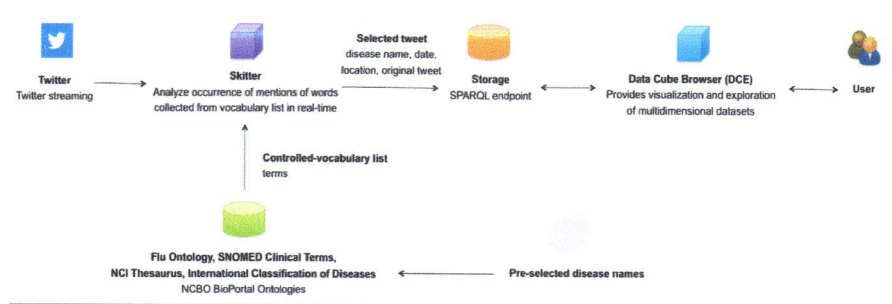 Twitter
Twitter streaming
Skitter
Analyze occurrence of mentions of words
collected from vocabulary list in real-time
Selected tweet
disease name, date,
location, original tweet
Storage
SPARQL endpoint
Data Cube Browser (DCE)
Provides visualization and exploration
of multidimensional datasets
User
Controlled-vocabulary list
terms
Flu Ontology, SNOMED Clinical Terms,
NCI Thesaurus, International Classification of Diseases
NCBO BioPortal Ontologies
Pre-selected disease names